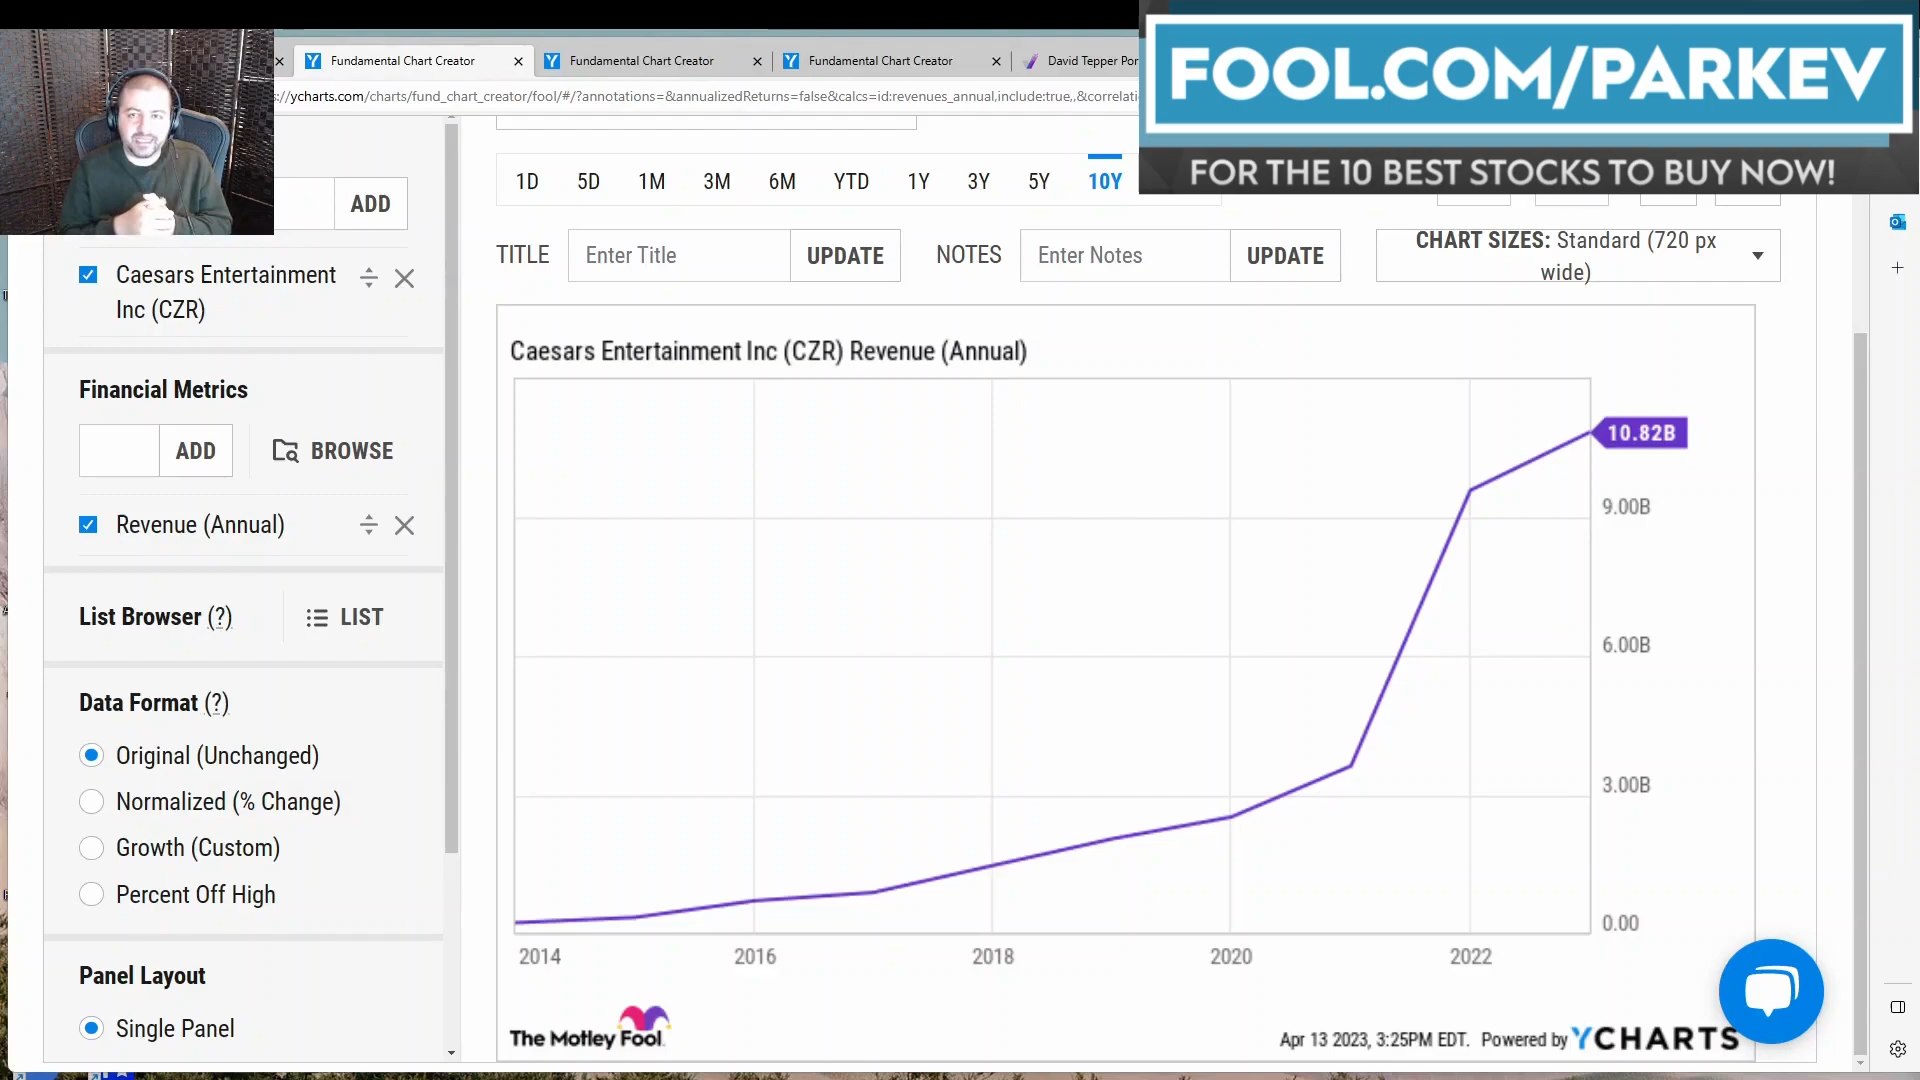 FOOL.COM/PARKEV
FOR THE 10 BEST STOCKS TO BUY NOW!
Fundamental Chart Creator
Fundamental Chart Creator
Fundamental Chart Creator
David Tepper Por
://ycharts.com/charts/fund_chart_creator/fool/#/?annotations=&annualizedReturns=false&calcs=id:revenues_annual,include:true,,&correlati
1D 5D 1M 3M 6M YTD 1Y 3Y 5Y 10Y
ADD
TITLE Enter Title UPDATE NOTES Enter Notes UPDATE
CHART SIZES: Standard (720 px
wide)
Caesars Entertainment
Inc (CZR)
Financial Metrics
ADD BROWSE
Revenue (Annual)
List Browser (?) LIST
Data Format (?)
Original (Unchanged)
Normalized (% Change)
Growth (Custom)
Percent Off High
Panel Layout
Single Panel
Caesars Entertainment Inc (CZR) Revenue (Annual)
10.82B
9.00B
6.00B
3.00B
0.00
2014 2016 2018 2020 2022
The Motley Fool
Apr 13 2023, 3:25PM EDT. Powered by YCHARTS